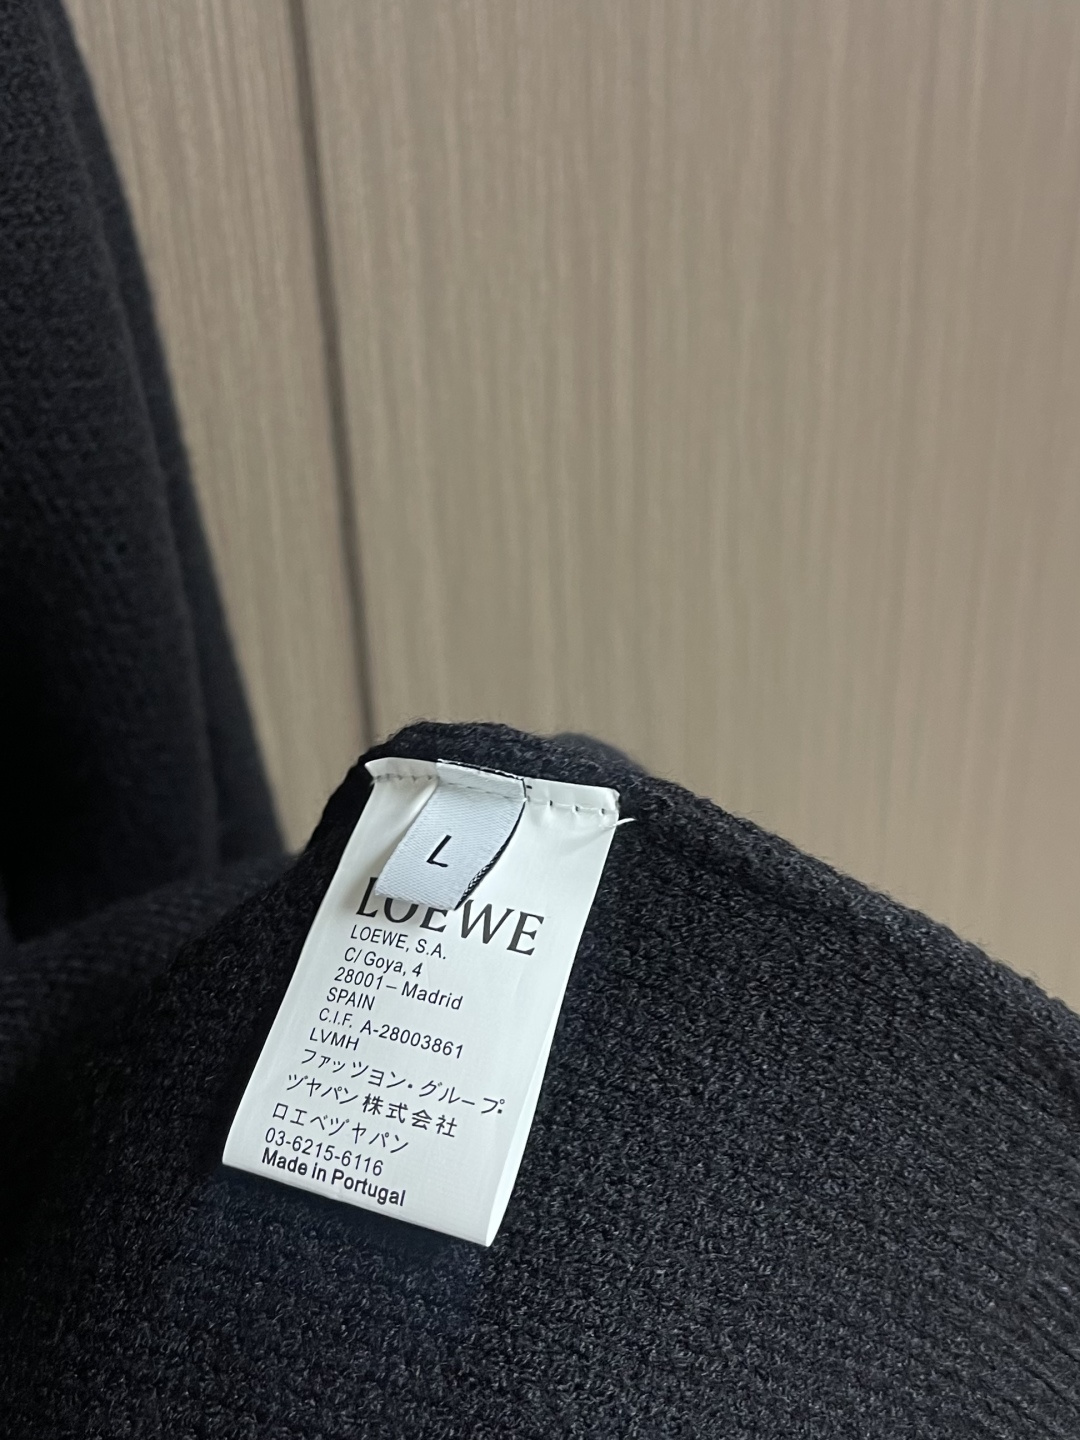 L
LOEWE
LOEWE, S.A.
C/ Goya, 4
28001 – Madrid
SPAIN
C.I.F. A-28003861
LVMH
ファッツヨン・グループ・
ヅャパン株式会社
ロエベヅャパン
03-6215-6116
Made in Portugal